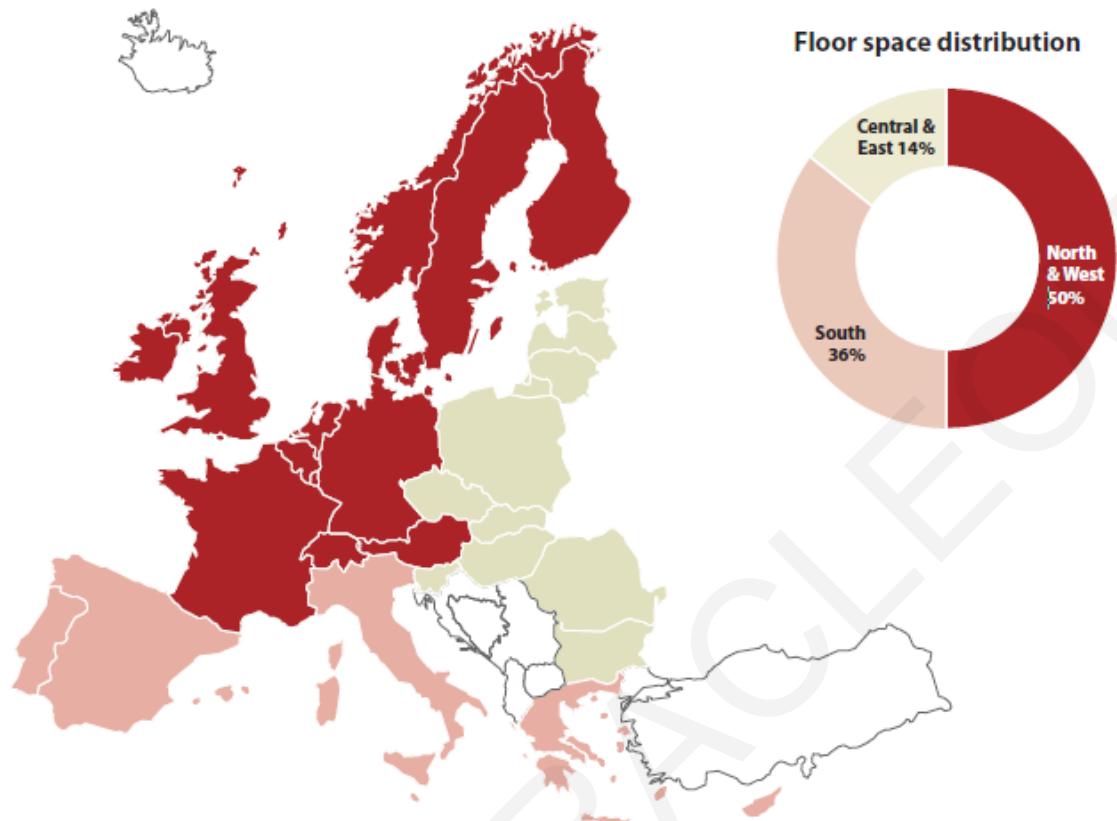 Floor space distribution
Central &
East 14%
North
& West
50%
South
36%